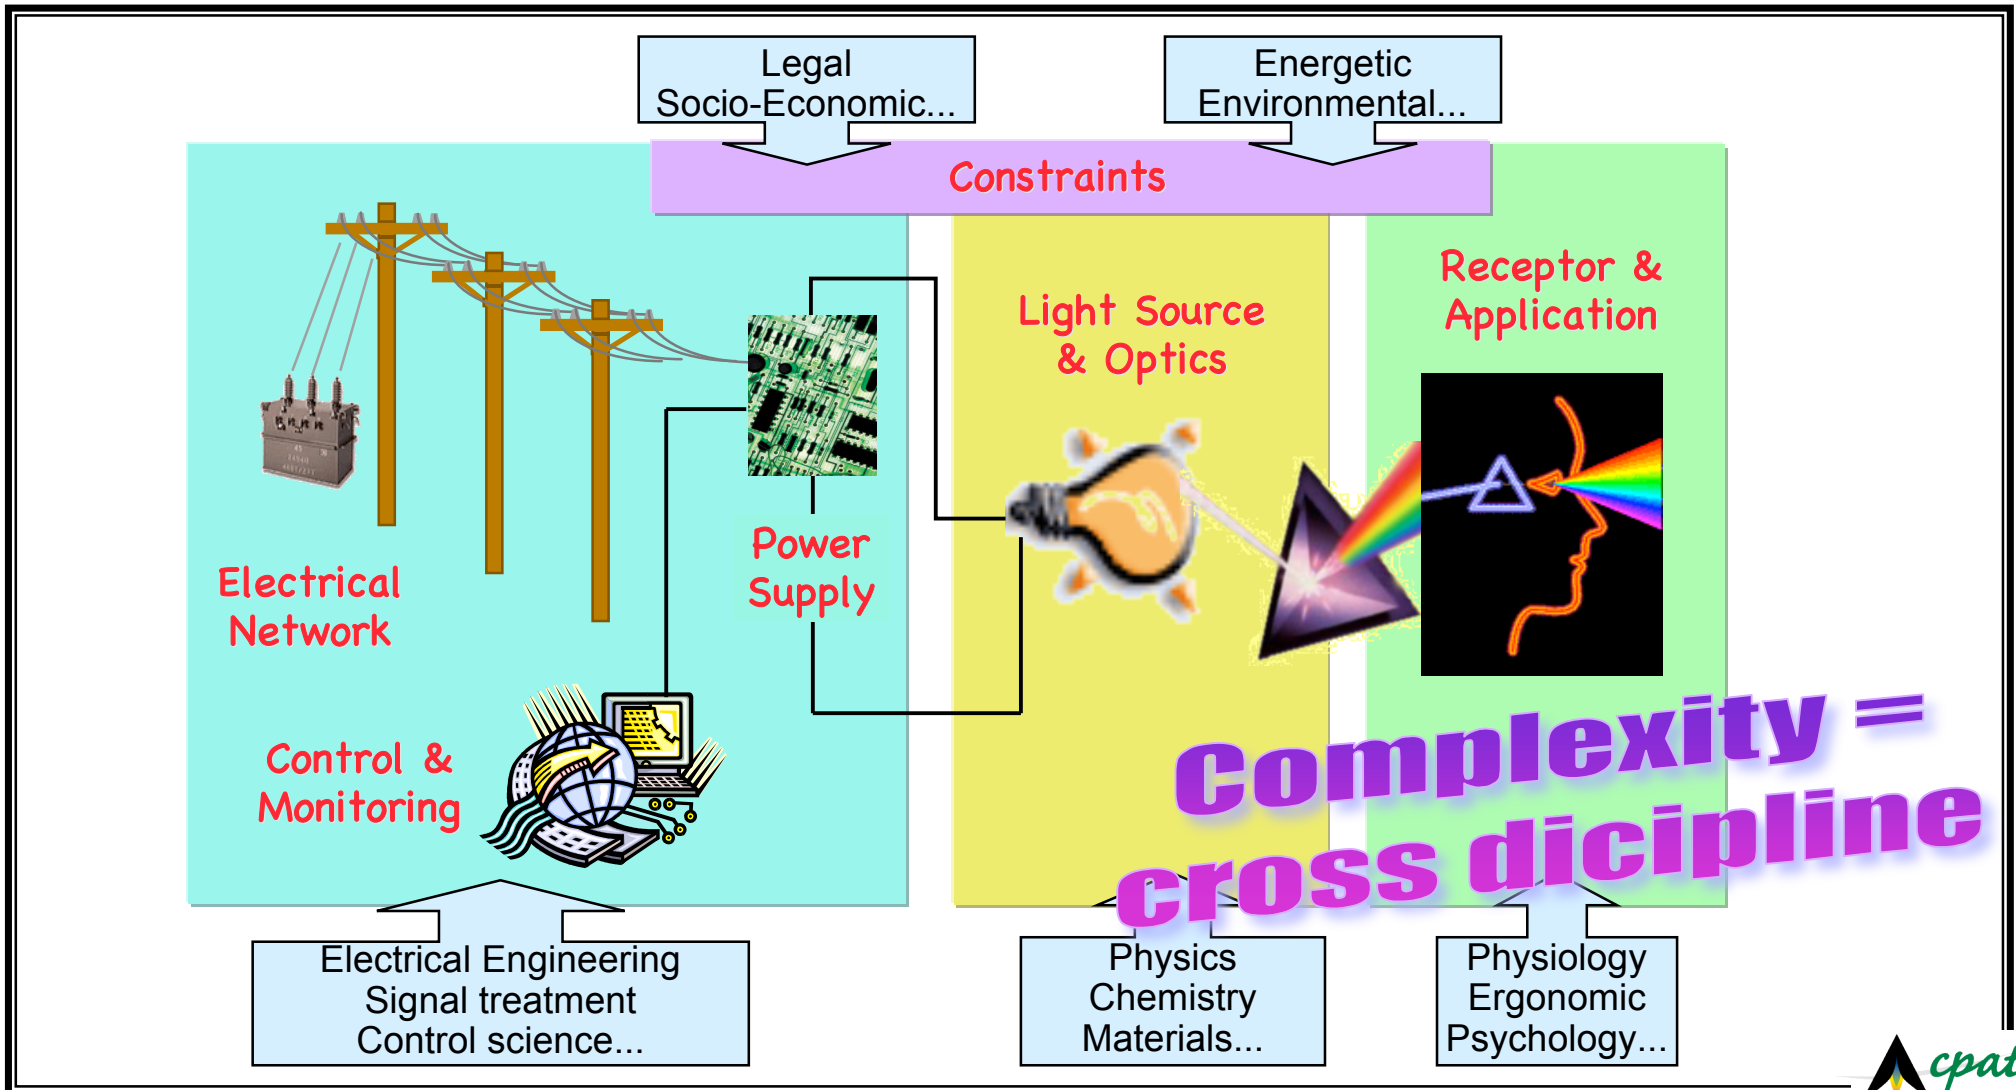 Legal
Socio-Economic...
Energetic
Environmental...
Constraints
Receptor &
Application
Light Source
& Optics
Power
Supply
Electrical
Network
Control &
Monitoring
Complexity =
cross dicipline
Electrical Engineering
Signal treatment
Control science...
Physics
Chemistry
Materials...
Physiology
Ergonomic
Psychology...
cpat